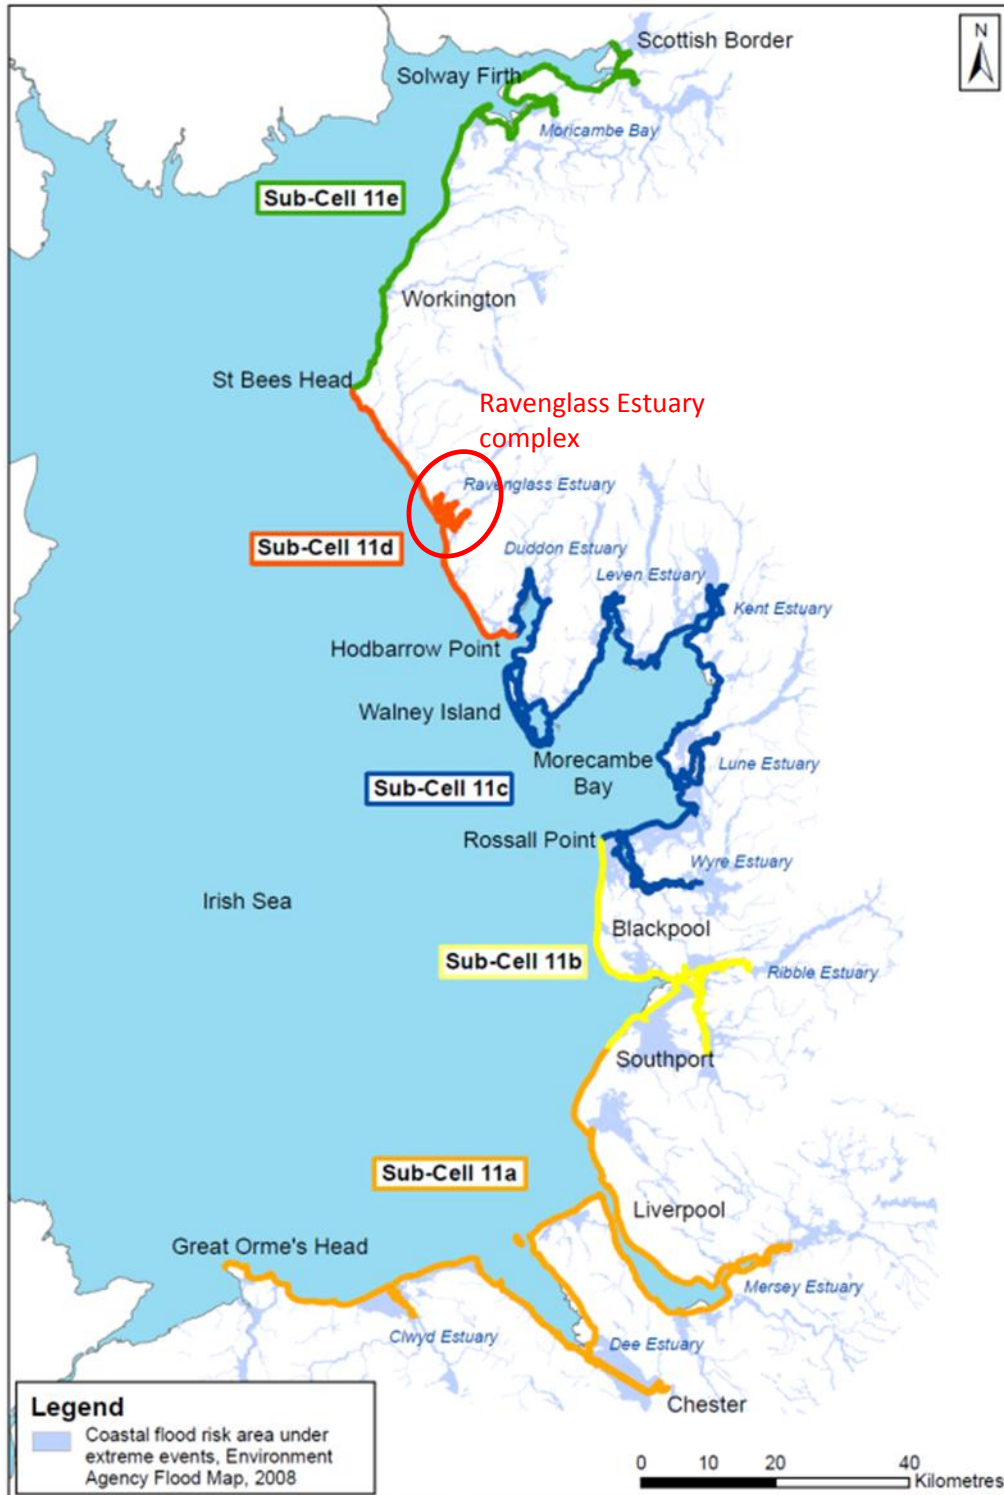 N
Scottish Border
Solway Firth
Moricambe Bay
Sub-Cell 11e
Workington
St Bees Head
Ravenglass Estuary
complex
Ravenglass Estuary
Sub-Cell 11d
Duddon Estuary
Leven Estuary
Kent Estuary
Hodbarrow Point
Walney Island
Morecambe
Bay
Lune Estuary
Sub-Cell 11c
Rossall Point
Wyre Estuary
Irish Sea
Blackpool
Sub-Cell 11b
Ribble Estuary
Southport
Sub-Cell 11a
Liverpool
Great Orme's Head
Mersey Estuary
Clwyd Estuary
Dee Estuary
Chester
Legend
Coastal flood risk area under
extreme events, Environment
Agency Flood Map, 2008
0 10 20 40
Kilometres